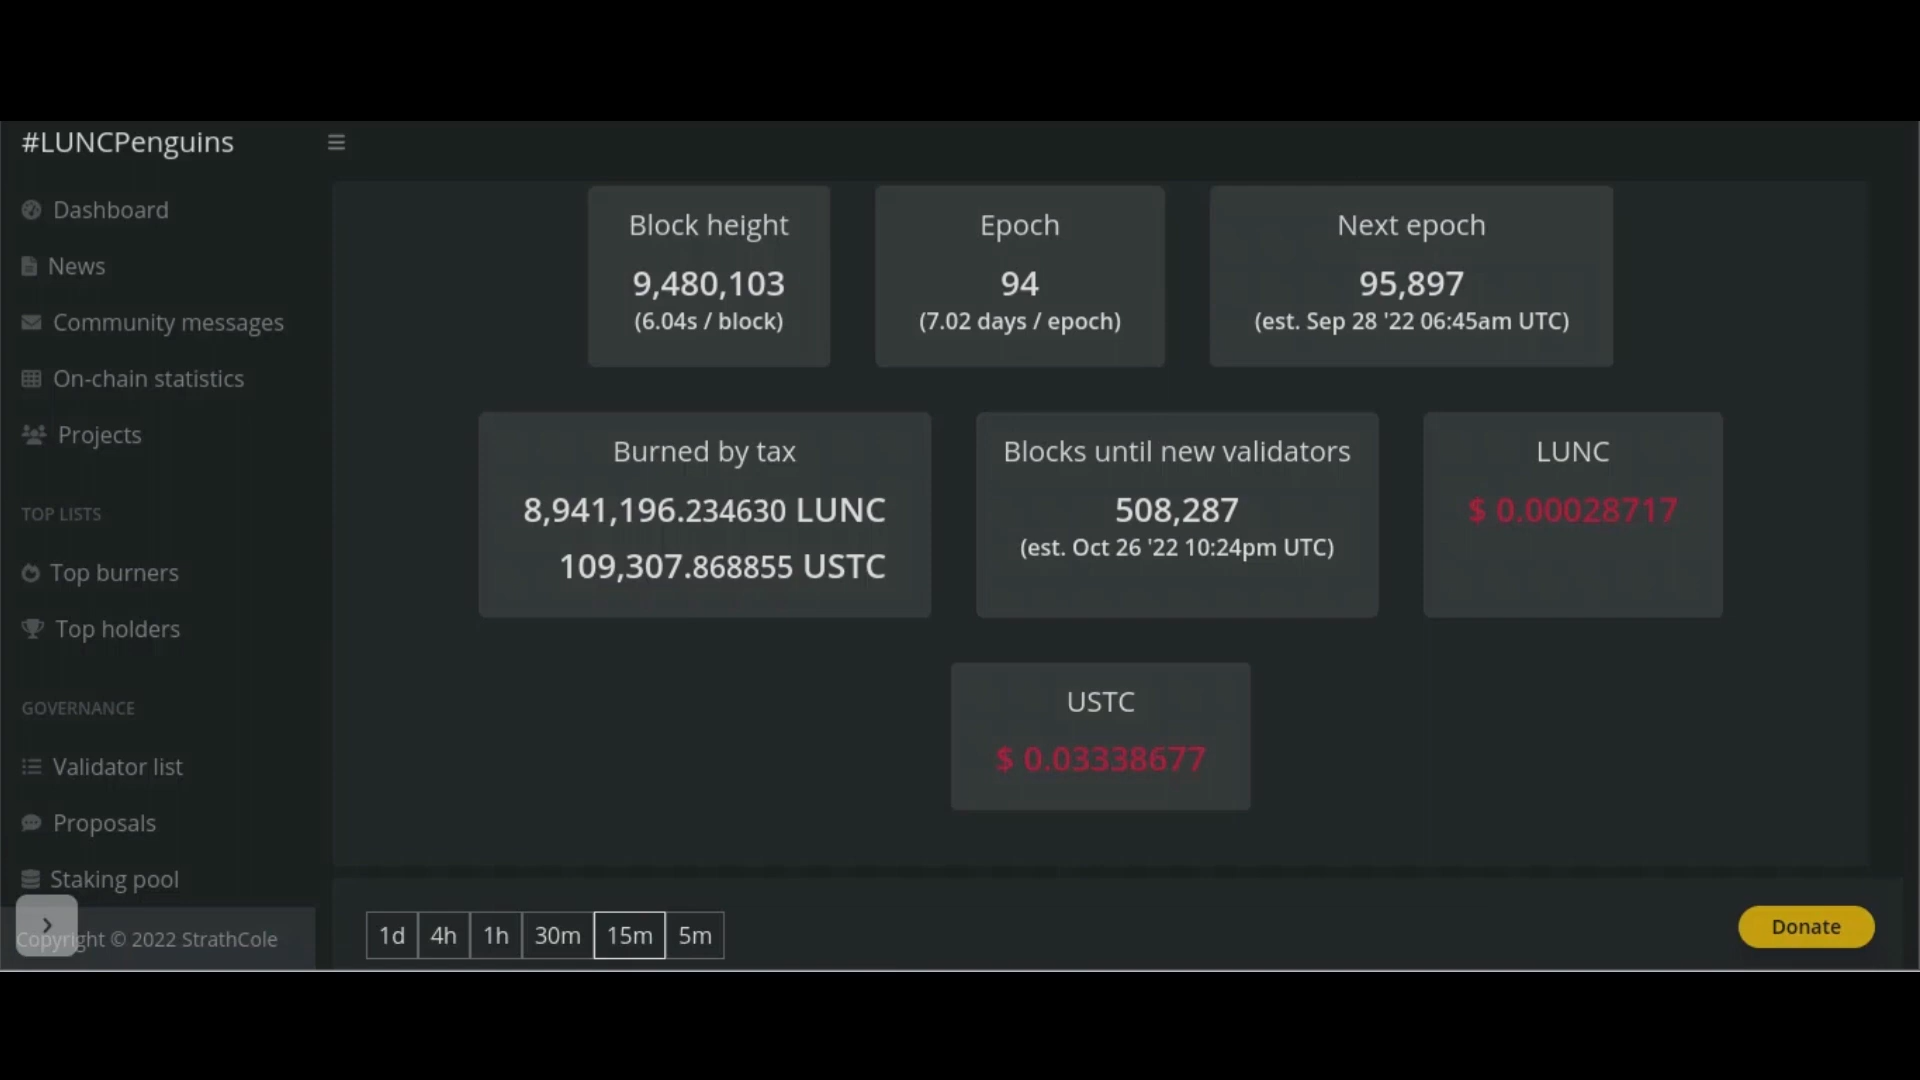 #LUNCPenguins
Dashboard
News
Community messages
On-chain statistics
Projects
TOP LISTS
Top burners
Top holders
GOVERNANCE
Validator list
Proposals
Staking pool
Copyright © 2022 StrathCole
Block height
9,480,103
(6.04s / block)
Epoch
94
(7.02 days / epoch)
Next epoch
95,897
(est. Sep 28 '22 06:45am UTC)
Burned by tax
8,941,196.234630 LUNC
109,307.868855 USTC
Blocks until new validators
508,287
(est. Oct 26 '22 10:24pm UTC)
LUNC
$ 0.00028717
USTC
$ 0.03338677
1d 4h 1h 30m 15m 5m
Donate